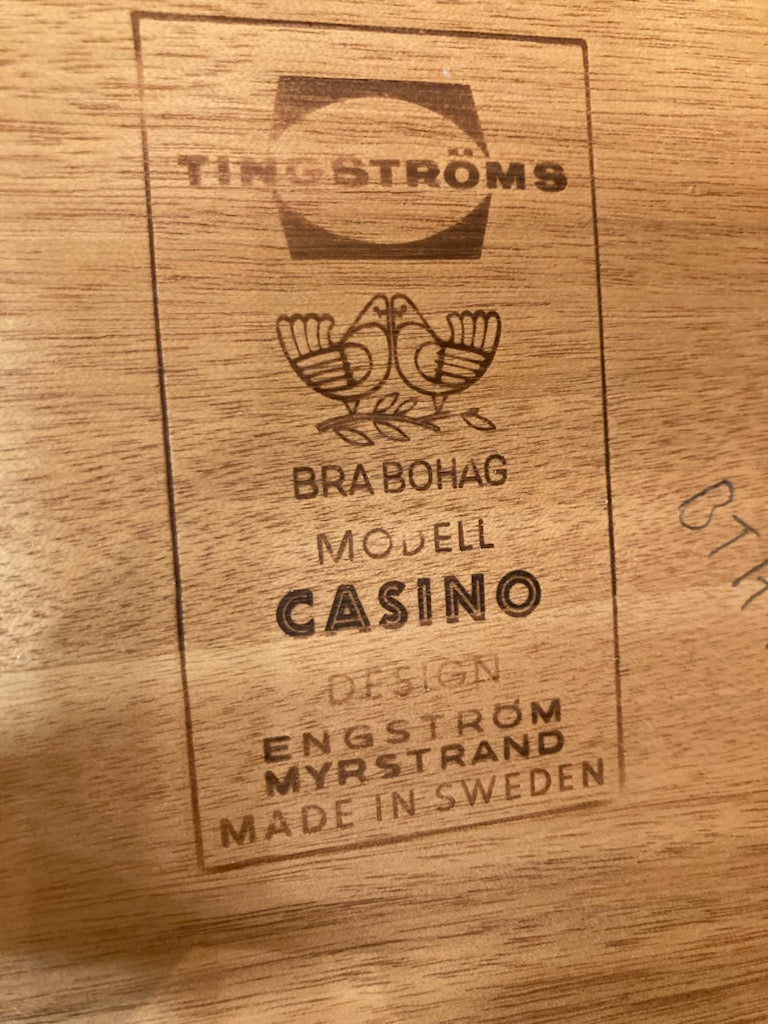 TINGSTRÖMS
BRA BOHAG
MODELL
CASINO
DESIGN
ENGSTRÖM
MYRSTRAND
MADE IN SWEDEN